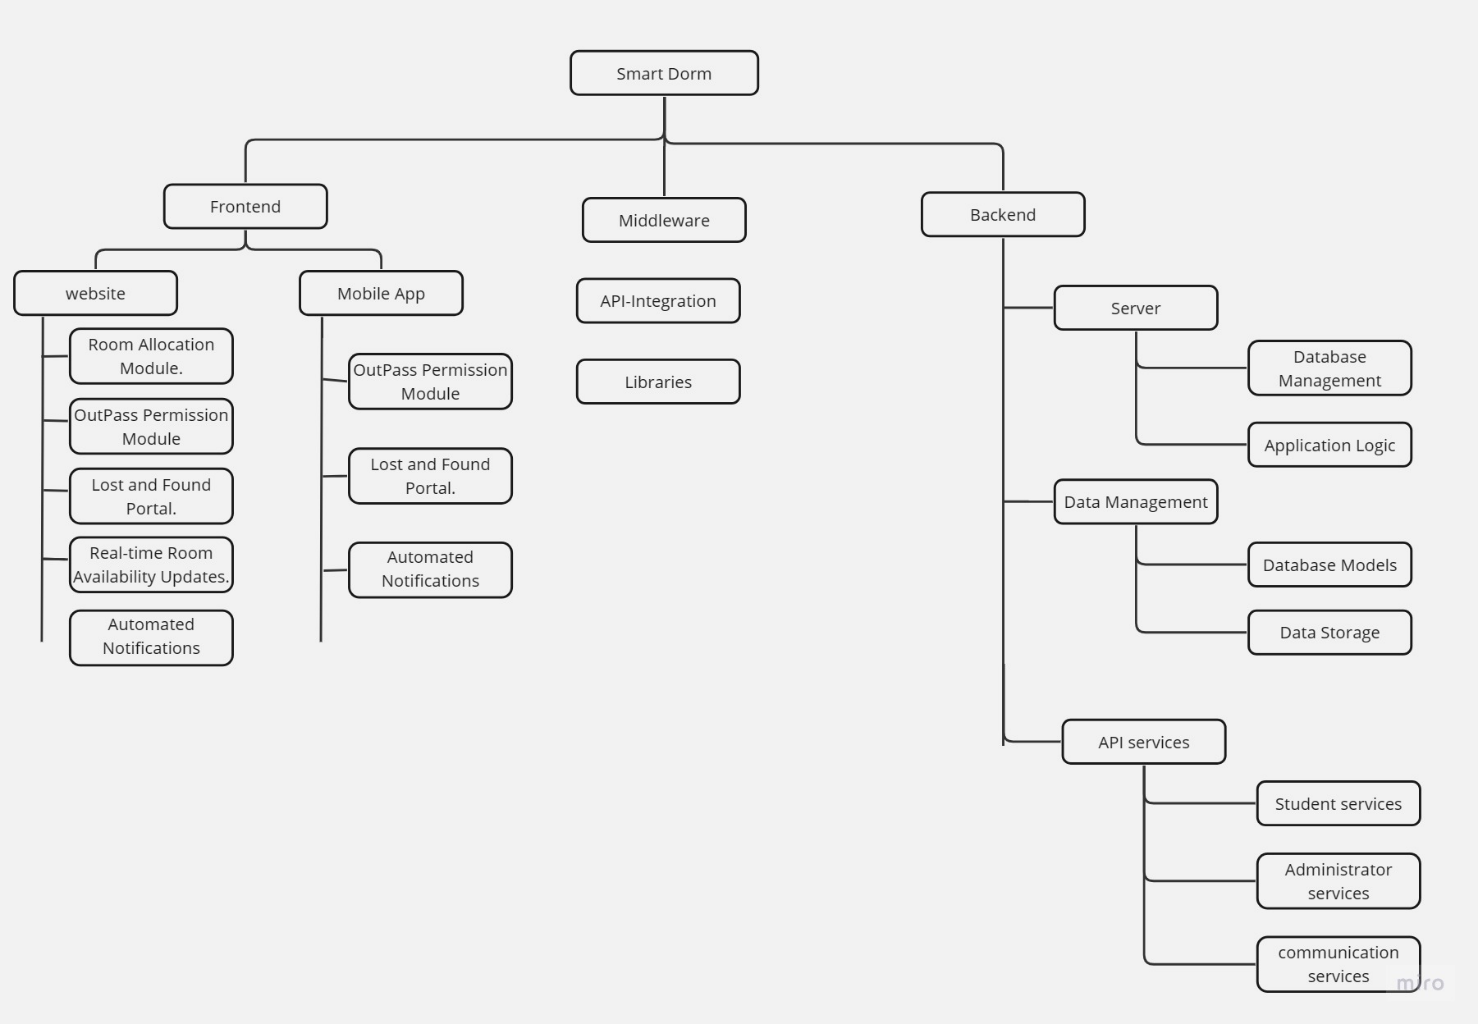 Smart Dorm
Frontend
Middleware
Backend
website
Mobile App
API-Integration
Libraries
Room Allocation
Module.
OutPass Permission
Module
Lost and Found
Portal.
Real-time Room
Availability Updates.
Automated
Notifications
OutPass Permission
Module
Lost and Found
Portal.
Automated
Notifications
Server
Database
Management
Application Logic
Data Management
Database Models
Data Storage
API services
Student services
Administrator
services
communication
services
miro